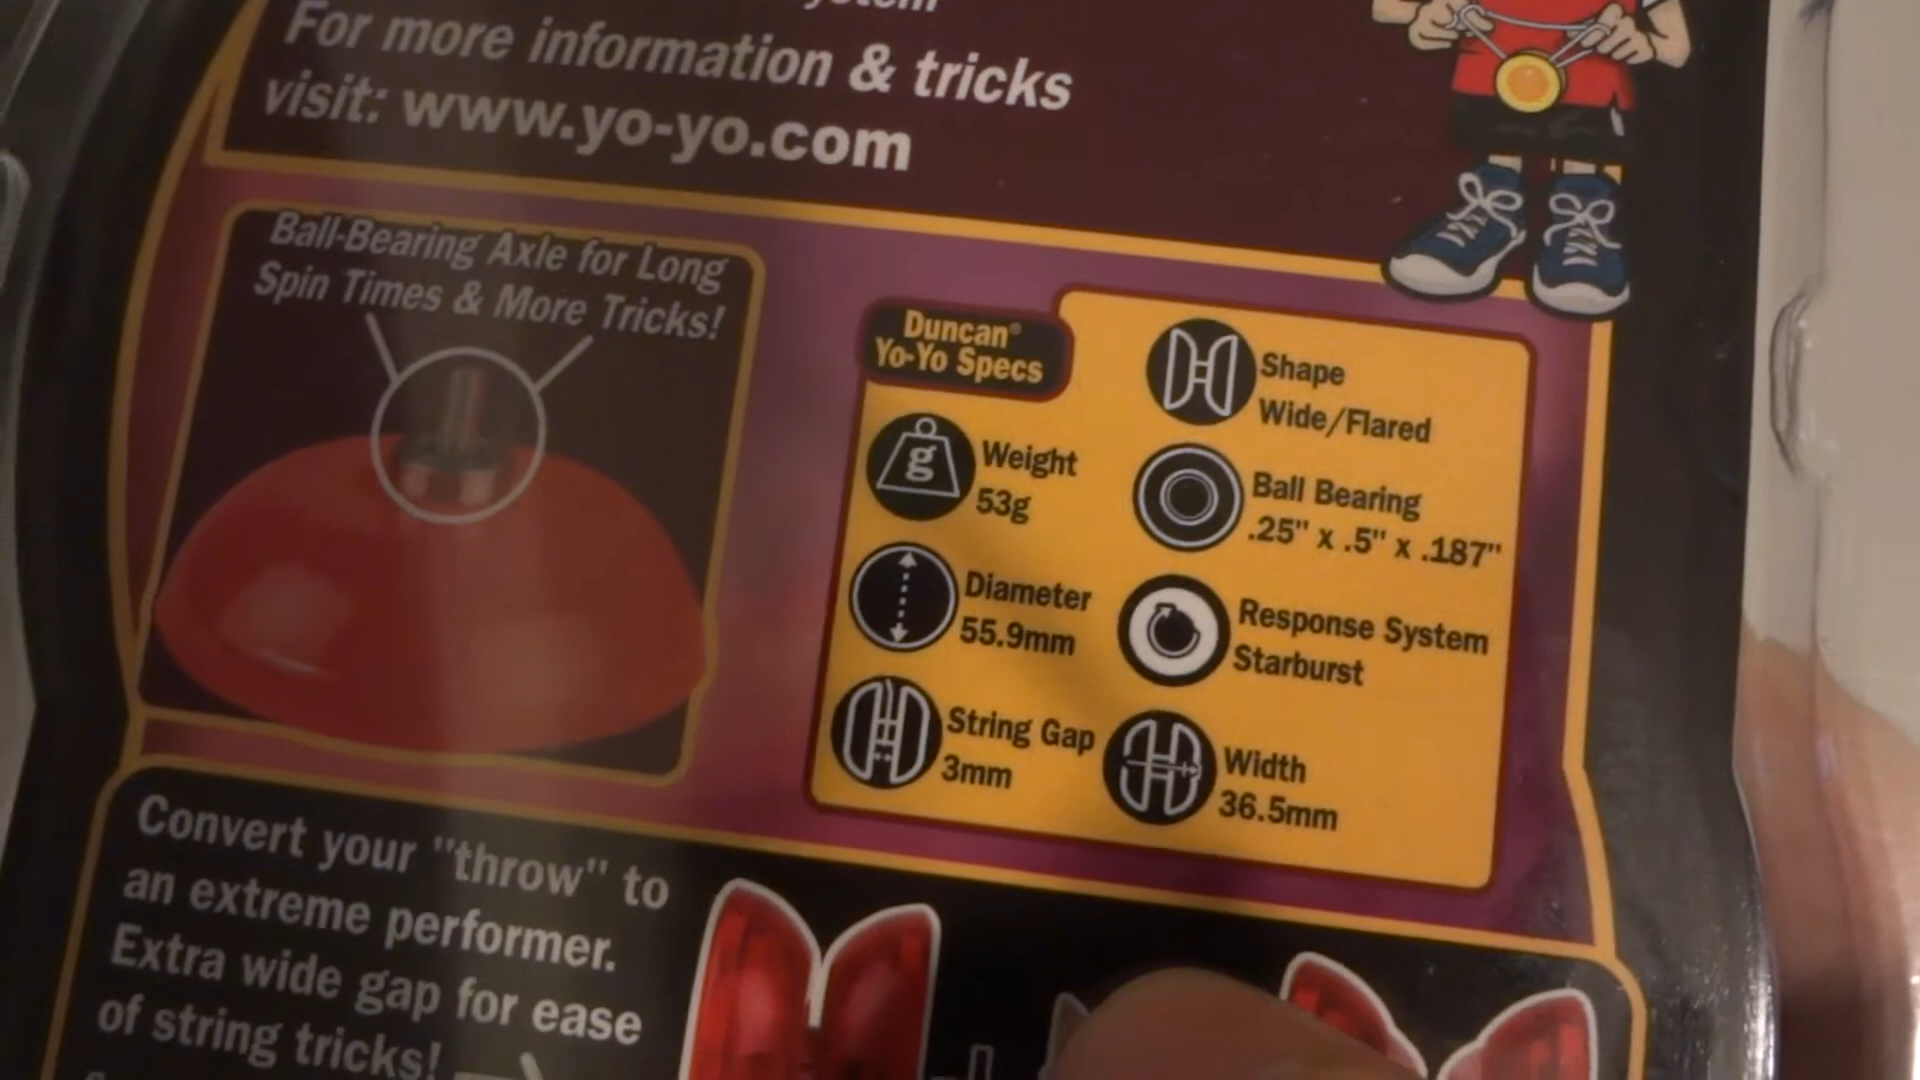 For more information & tricks
visit: www.yo-yo.com
Ball-Bearing Axle for Long
Spin Times & More Tricks!
Duncan®
Yo-Yo Specs
Weight
53g
Diameter
55.9mm
String Gap
3mm
Shape
Wide/Flared
Ball Bearing
.25" x .5" x .187"
Response System
Starburst
Width
36.5mm
Convert your "throw" to
an extreme performer.
Extra wide gap for ease
of string tricks!
g